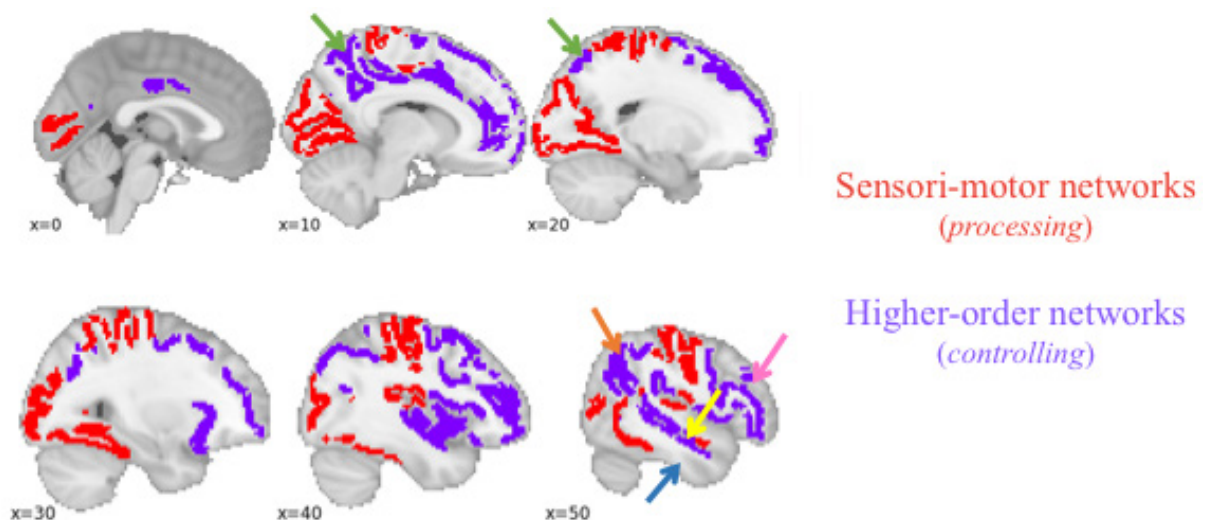 x=0
x=10
x=20
Sensori-motor networks
(processing)
Higher-order networks
(controlling)
x=30
x=40
x=50